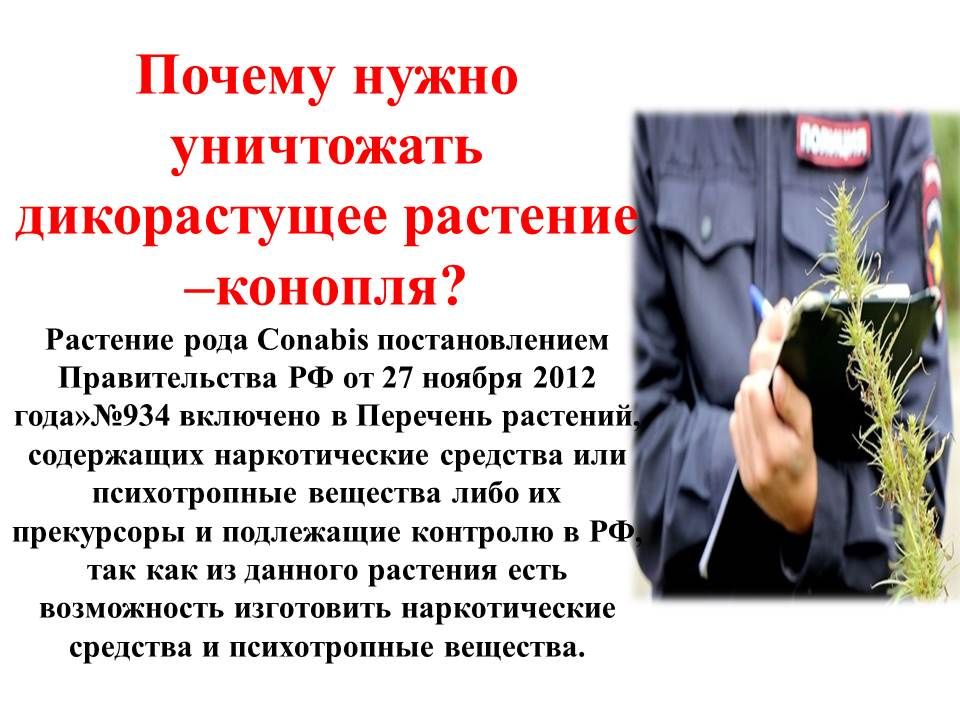 Почему нужно
уничтожать
дикорастущее растение
–конопля?
Растение рода Conabis постановлением
Правительства РФ от 27 ноября 2012
года»№934 включено в Перечень растений,
содержащих наркотические средства или
психотропные вещества либо их
прекурсоры и подлежащие контролю в РФ,
так как из данного растения есть
возможность изготовить наркотические
средства и психотропные вещества.
ПОЛИЦИЯ